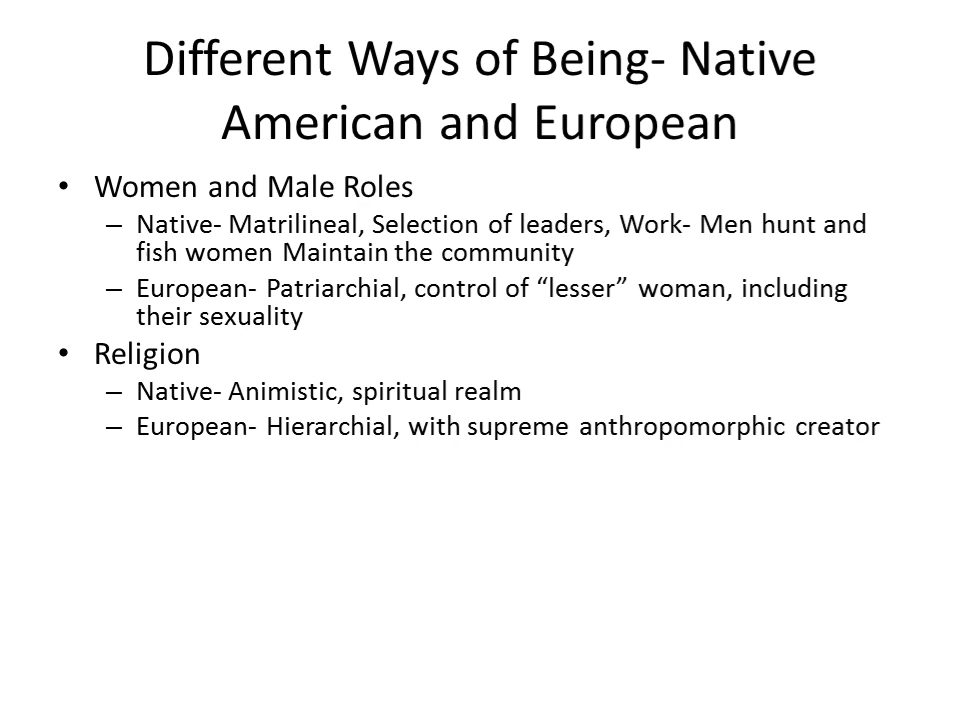 Different Ways of Being- Native
American and European
• Women and Male Roles
– Native- Matrilineal, Selection of leaders, Work- Men hunt and
fish women Maintain the community
– European- Patriarchial, control of “lesser” woman, including
their sexuality
• Religion
– Native- Animistic, spiritual realm
– European- Hierarchial, with supreme anthropomorphic creator